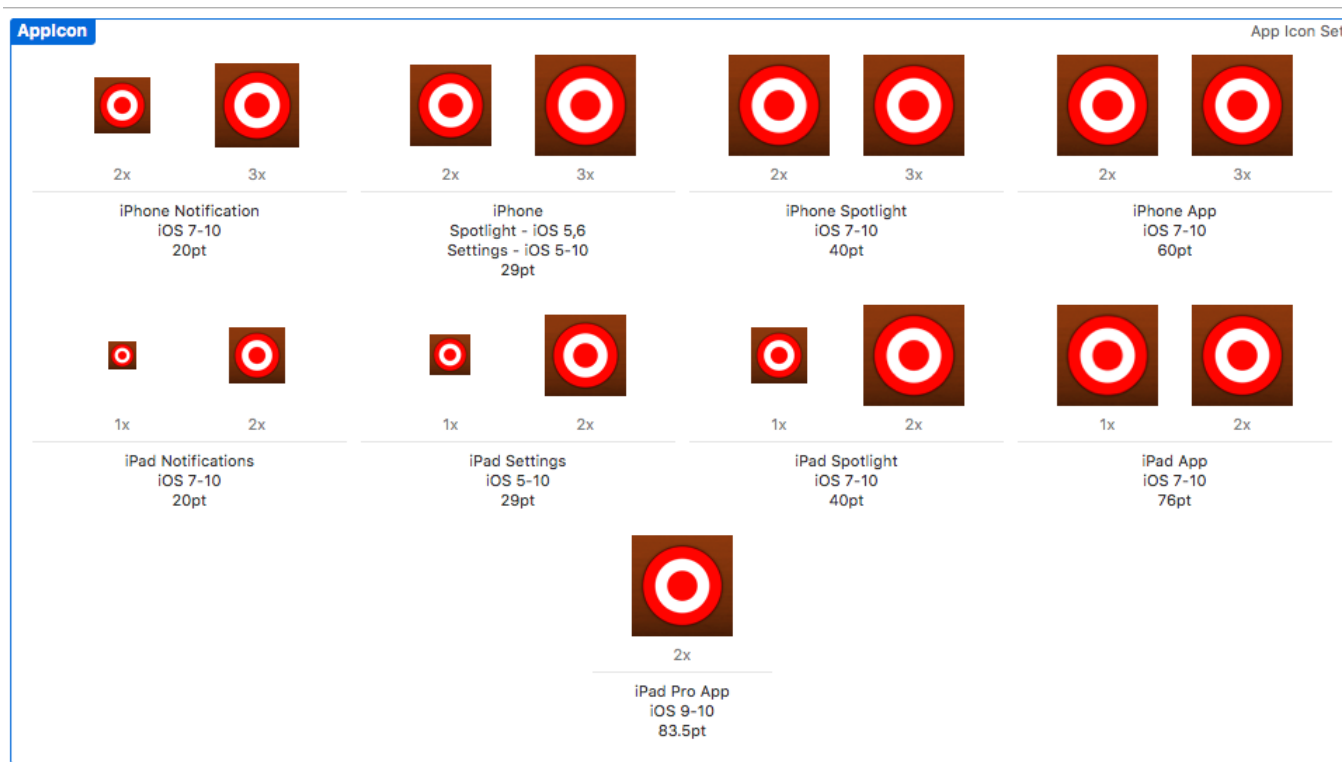 AppIcon
App Icon Set
2x 3x 2x 3x 2x 3x 2x 3x
iPhone Notification
iOS 7-10
20pt
iPhone
Spotlight - iOS 5,6
Settings - iOS 5-10
29pt
iPhone Spotlight
iOS 7-10
40pt
iPhone App
iOS 7-10
60pt
1x 2x 1x 2x 1x 2x 1x 2x
iPad Notifications
iOS 7-10
20pt
iPad Settings
iOS 5-10
29pt
iPad Spotlight
iOS 7-10
40pt
iPad App
iOS 7-10
76pt
2x
iPad Pro App
iOS 9-10
83.5pt